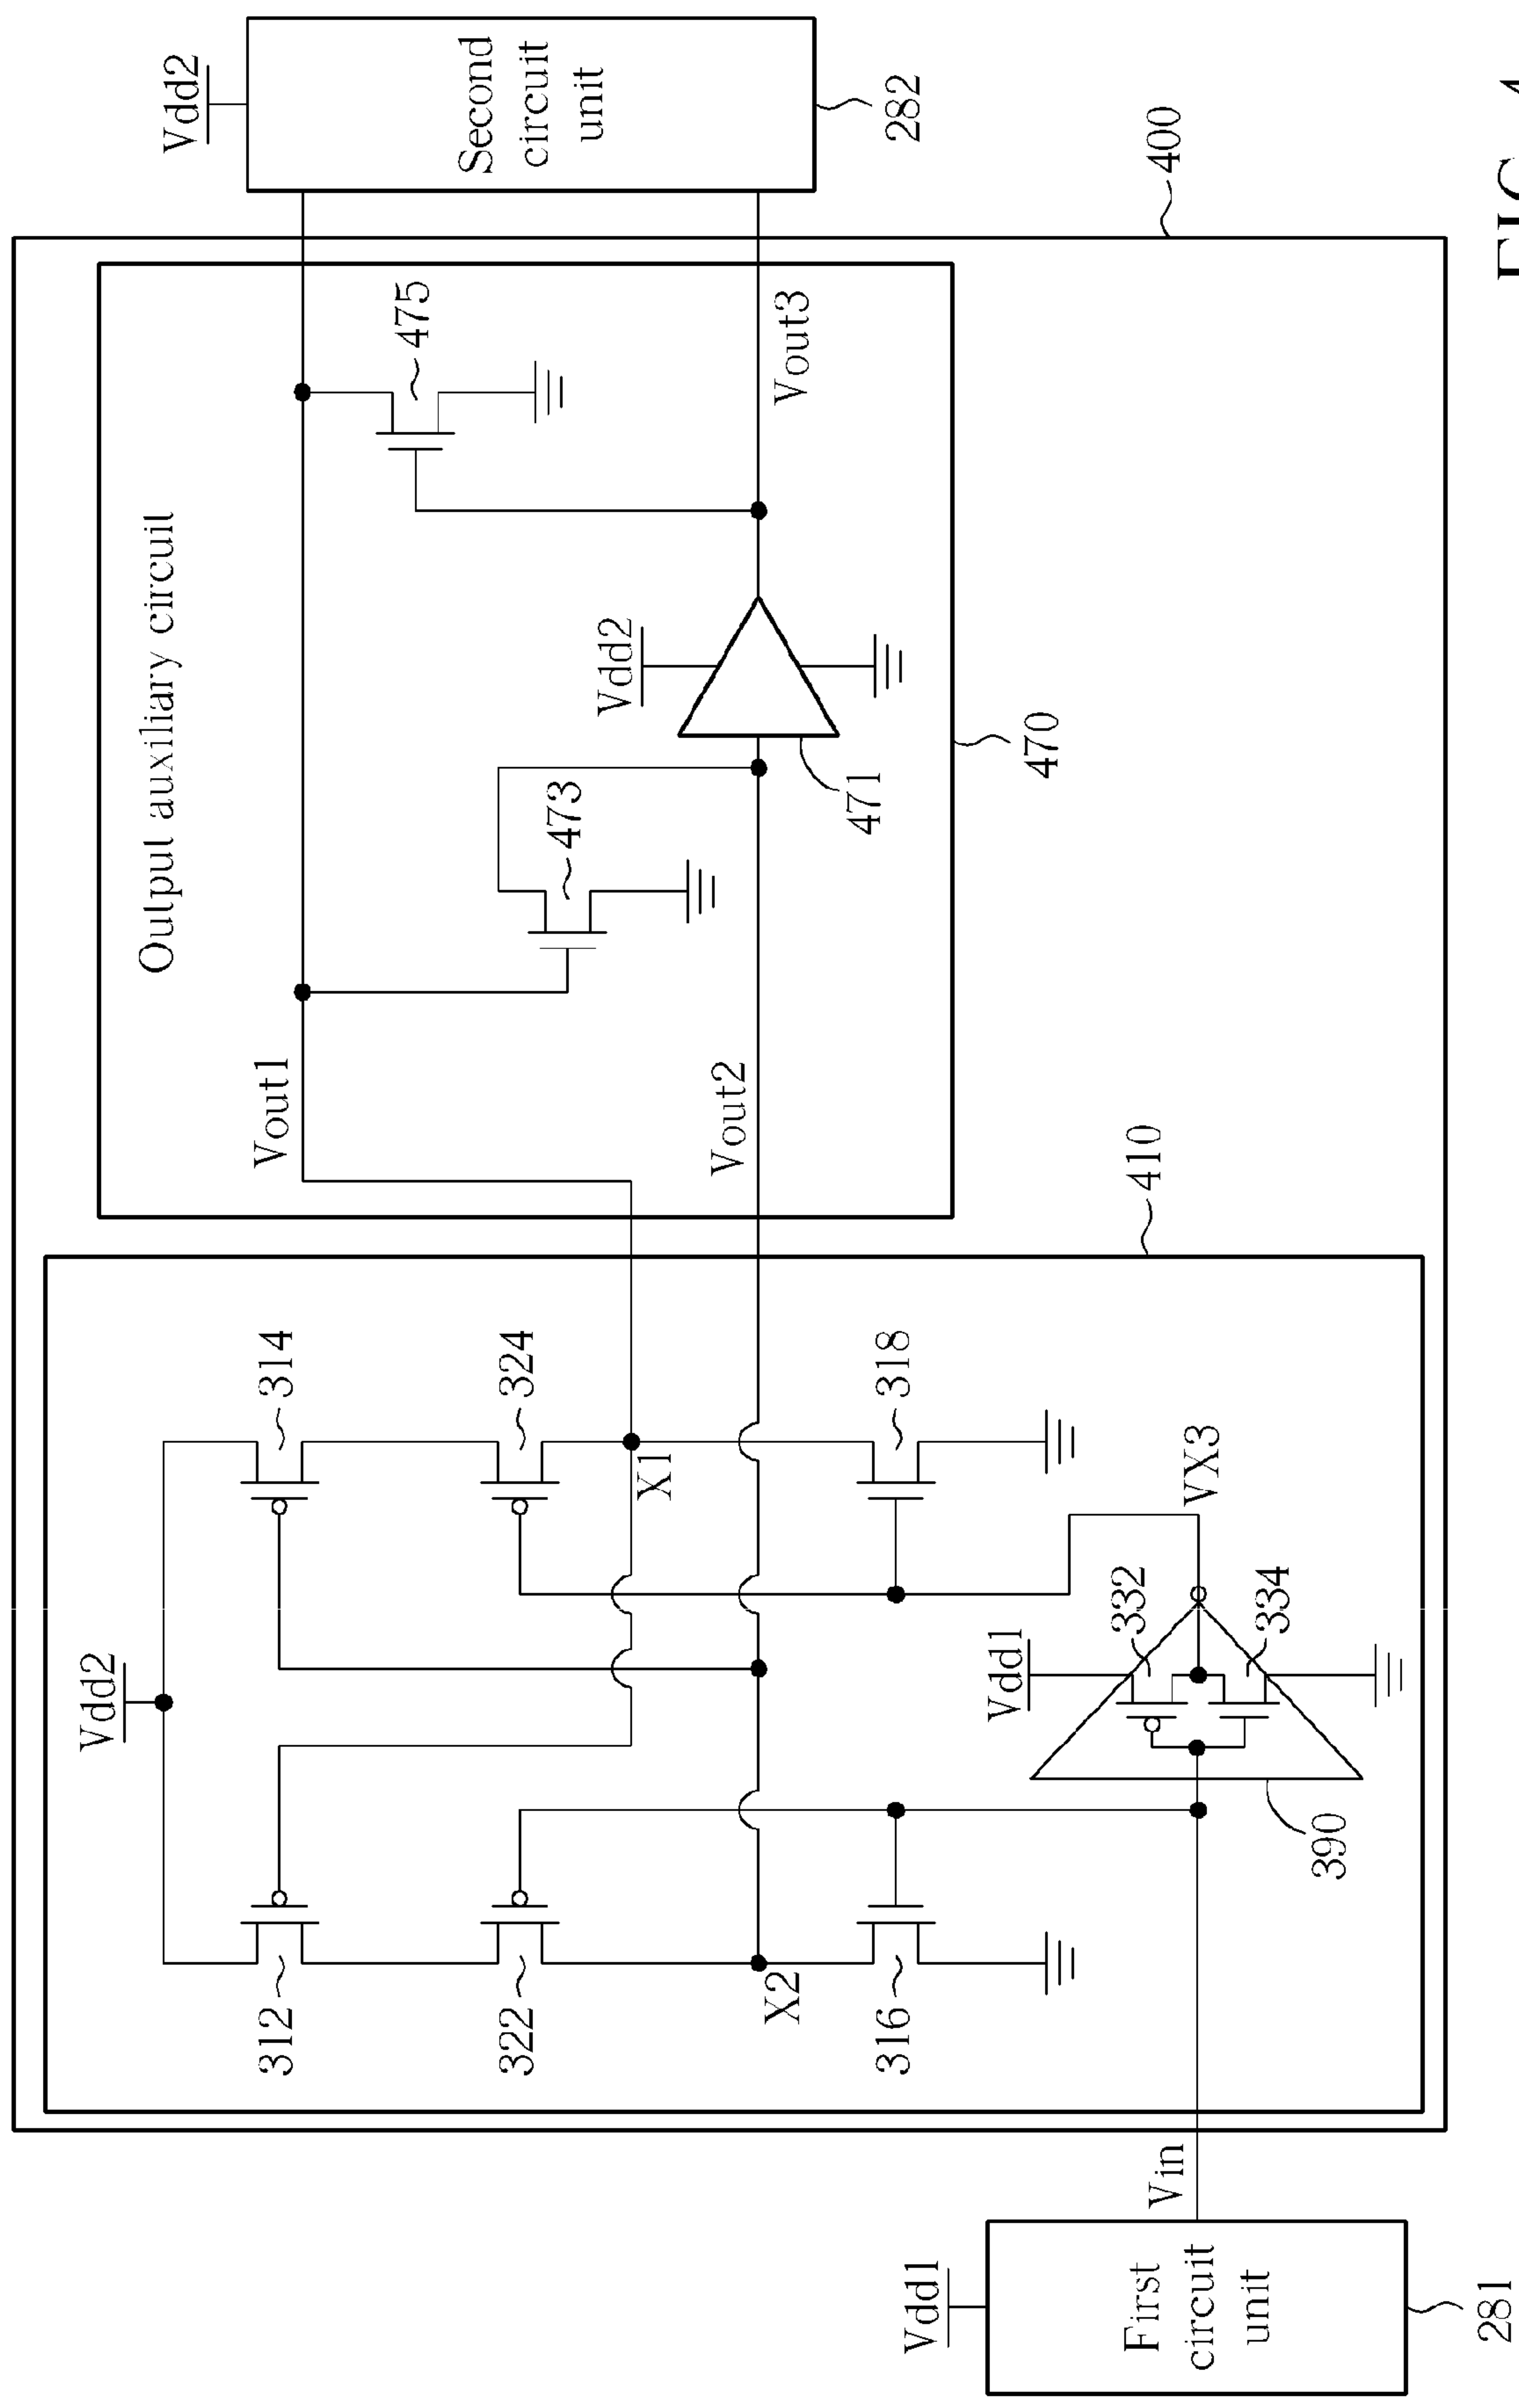 Vdd1
First
circuit
unit
281
Vin
400
410
Vdd2
312
314
322
324
X1
X2
316
318
VX3
Vdd1
332
334
390
Output auxiliary circuit
Vout1
Vout2
473
475
Vdd2
471
Vout3
470
Vdd2
Second
circuit
unit
282